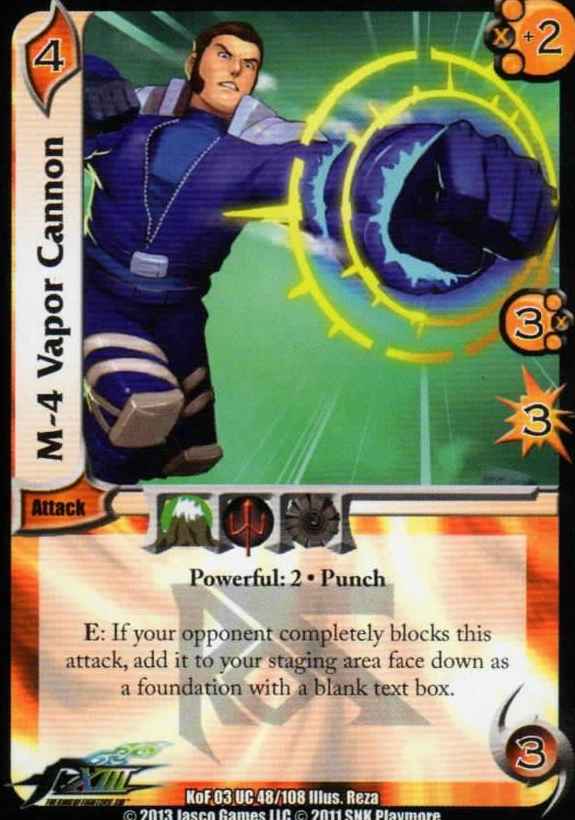 4
X +2
M-4 Vapor Cannon
3 x
3
Attack
Powerful: 2 • Punch
E: If your opponent completely blocks this
attack, add it to your staging area face down as
a foundation with a blank text box.
3
XIII
KoF 03 UC 48/108 Illus. Reza
© 2013 Jasco Games LLC © 2011 SNK Playmore